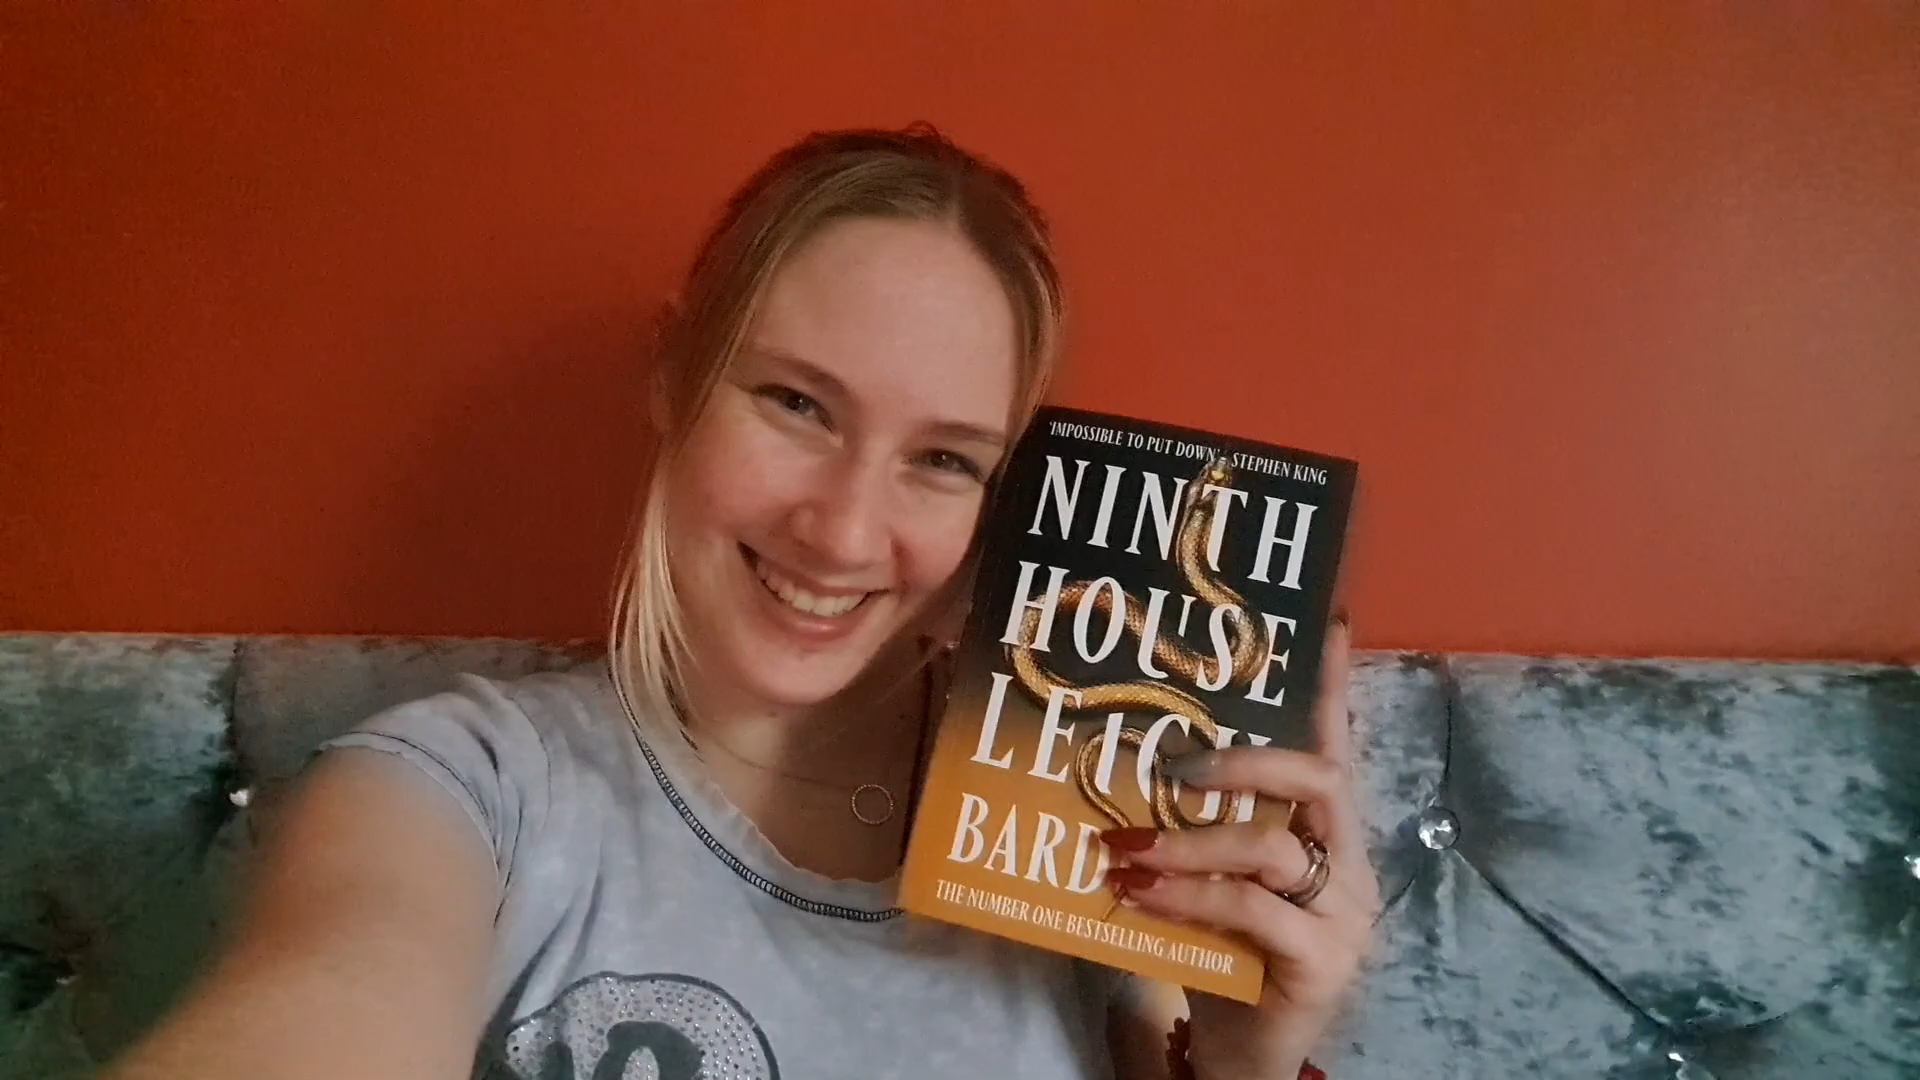 'IMPOSSIBLE TO PUT DOWN' - STEPHEN KING
NINTH
HOUSE
LEIGH
BARD
THE NUMBER ONE BESTSELLING AUTHOR